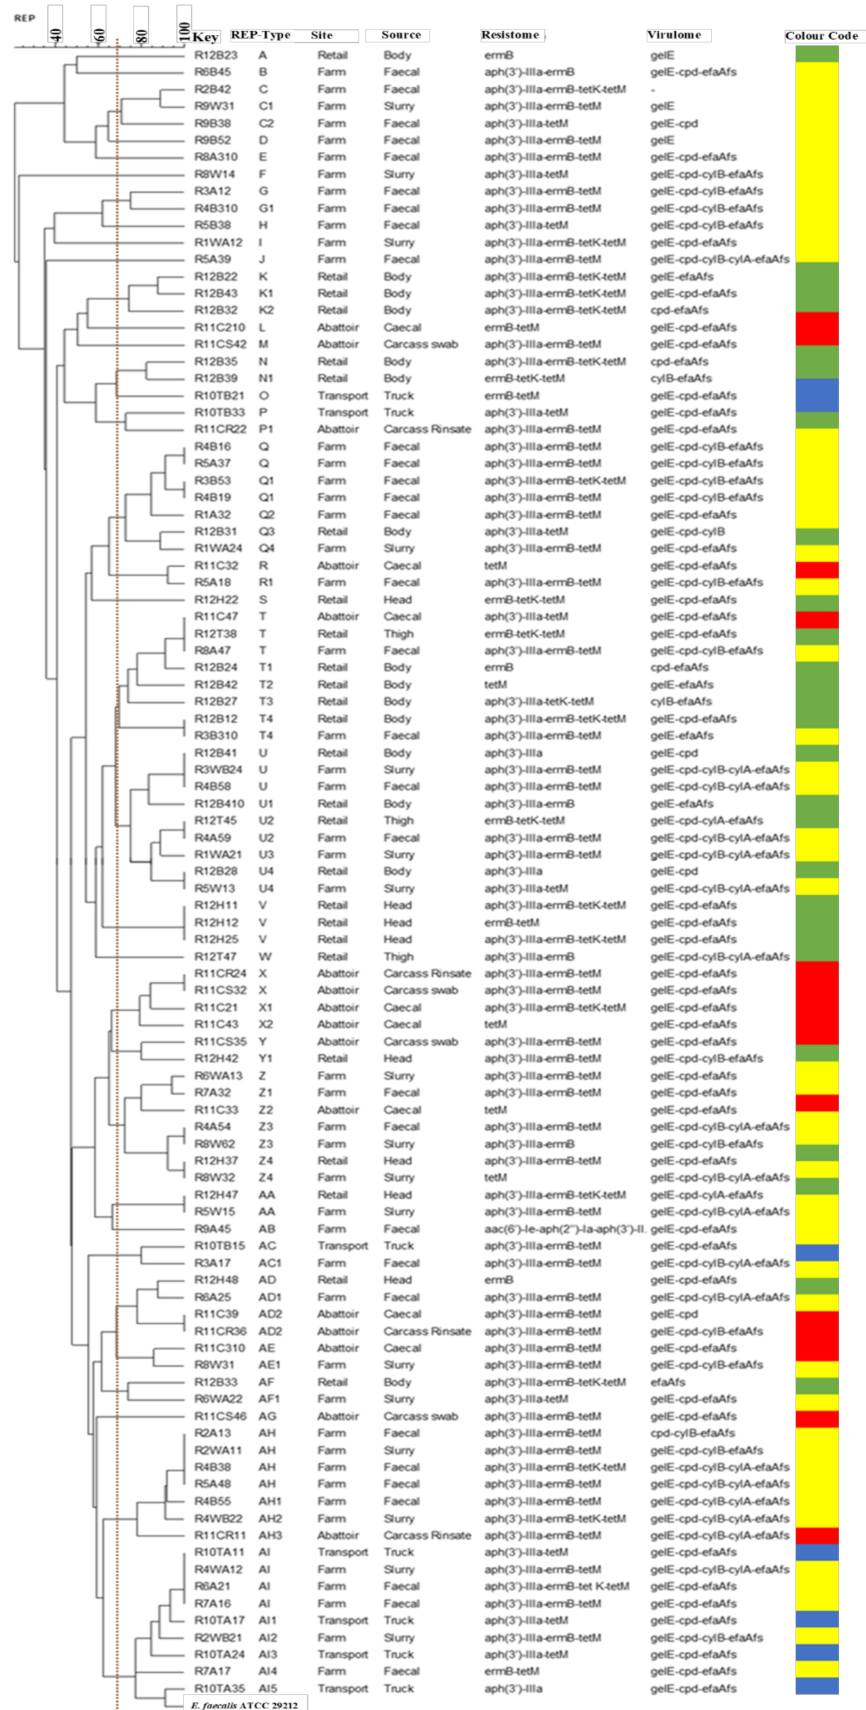 REP
40 60 80 100
Key REP-Type Site Source Resistome Virulome Colour Code
R12B23 A Retail Body ermB gelE
R6B45 B Farm Faecal aph(3')-IIIa-ermB gelE-cpd-efaAfs
R2B42 C Farm Faecal aph(3')-IIIa-ermB-tetK-tetM -
R9W31 C1 Farm Slurry aph(3')-IIIa-ermB-tetM gelE
R9B38 C2 Farm Faecal aph(3')-IIIa-tetM gelE-cpd
R9B52 D Farm Faecal aph(3')-IIIa-ermB-tetM gelE
R8A310 E Farm Faecal aph(3')-IIIa-ermB-tetM gelE-cpd-efaAfs
R8W14 F Farm Slurry aph(3')-IIIa-tetM gelE-cpd-cylB-efaAfs
R3A12 G Farm Faecal aph(3')-IIIa-ermB-tetM gelE-cpd-cylB-efaAfs
R4B310 G1 Farm Faecal aph(3')-IIIa-ermB-tetM gelE-cpd-cylB-efaAfs
R5B38 H Farm Faecal aph(3')-IIIa-tetM gelE-cpd-cylB-efaAfs
R1WA12 I Farm Slurry aph(3')-IIIa-ermB-tetK-tetM gelE-cpd-efaAfs
R5A39 J Farm Faecal aph(3')-IIIa-ermB-tetM gelE-cpd-cylB-cylA-efaAfs
R12B22 K Retail Body aph(3')-IIIa-ermB-tetK-tetM gelE-efaAfs
R12B43 K1 Retail Body aph(3')-IIIa-ermB-tetK-tetM gelE-cpd-efaAfs
R12B32 K2 Retail Body aph(3')-IIIa-ermB-tetK-tetM cpd-efaAfs
R11C210 L Abattoir Caecal ermB-tetM gelE-cpd-efaAfs
R11CS42 M Abattoir Carcass swab aph(3')-IIIa-ermB-tetM gelE-cpd-efaAfs
R12B35 N Retail Body aph(3')-IIIa-ermB-tetK-tetM cpd-efaAfs
R12B39 N1 Retail Body ermB-tetK-tetM cylB-efaAfs
R10TB21 O Transport Truck ermB-tetM gelE-cpd-efaAfs
R10TB33 P Transport Truck aph(3')-IIIa-tetM gelE-cpd-efaAfs
R11CR22 P1 Abattoir Carcass Rinsate aph(3')-IIIa-ermB-tetM gelE-cpd-efaAfs
R4B16 Q Farm Faecal aph(3')-IIIa-ermB-tetM gelE-cpd-cylB-efaAfs
R5A37 Q Farm Faecal aph(3')-IIIa-ermB-tetM gelE-cpd-cylB-efaAfs
R3B53 Q1 Farm Faecal aph(3')-IIIa-ermB-tetK-tetM gelE-cpd-cylB-efaAfs
R4B19 Q1 Farm Faecal aph(3')-IIIa-ermB-tetM gelE-cpd-cylB-efaAfs
R1A32 Q2 Farm Faecal aph(3')-IIIa-ermB-tetM gelE-cpd-efaAfs
R12B31 Q3 Retail Body aph(3')-IIIa-tetM gelE-cpd-cylB
R1WA24 Q4 Farm Slurry aph(3')-IIIa-ermB-tetM gelE-cpd-efaAfs
R11C32 R Abattoir Caecal tetM gelE-cpd-efaAfs
R5A18 R1 Farm Faecal aph(3')-IIIa-ermB-tetM gelE-cpd-cylB-efaAfs
R12H22 S Retail Head ermB-tetK-tetM gelE-cpd-efaAfs
R11C47 T Abattoir Caecal aph(3')-IIIa-tetM gelE-cpd-efaAfs
R12T38 T Retail Thigh ermB-tetK-tetM gelE-cpd-efaAfs
R8A47 T Farm Faecal aph(3')-IIIa-ermB-tetM gelE-cpd-cylB-efaAfs
R12B24 T1 Retail Body ermB cpd-efaAfs
R12B42 T2 Retail Body tetM gelE-efaAfs
R12B27 T3 Retail Body aph(3')-IIIa-tetK-tetM cylB-efaAfs
R12B12 T4 Retail Body aph(3')-IIIa-ermB-tetK-tetM gelE-cpd-efaAfs
R3B310 T4 Farm Faecal aph(3')-IIIa-ermB-tetM gelE-efaAfs
R12B41 U Retail Body aph(3')-IIIa gelE-cpd
R3WB24 U Farm Slurry aph(3')-IIIa-ermB-tetM gelE-cpd-cylB-cylA-efaAfs
R4B58 U Farm Faecal aph(3')-IIIa-ermB-tetM gelE-cpd-cylB-cylA-efaAfs
R12B410 U1 Retail Body aph(3')-IIIa-ermB gelE-efaAfs
R12T45 U2 Retail Thigh ermB-tetK-tetM gelE-cpd-cylA-efaAfs
R4A59 U2 Farm Faecal aph(3')-IIIa-ermB-tetM gelE-cpd-cylB-cylA-efaAfs
R1WA21 U3 Farm Slurry aph(3')-IIIa-ermB-tetM gelE-cpd-cylB-cylA-efaAfs
R12B28 U4 Retail Body aph(3')-IIIa gelE-cpd
R5W13 U4 Farm Slurry aph(3')-IIIa-tetM gelE-cpd-cylB-cylA-efaAfs
R12H11 V Retail Head aph(3')-IIIa-ermB-tetK-tetM gelE-cpd-efaAfs
R12H12 V Retail Head ermB-tetM gelE-cpd-efaAfs
R12H25 V Retail Head aph(3')-IIIa-ermB-tetK-tetM gelE-cpd-efaAfs
R12T47 W Retail Thigh aph(3')-IIIa-ermB gelE-cpd-cylB-cylA-efaAfs
R11CR24 X Abattoir Carcass Rinsate aph(3')-IIIa-ermB-tetM gelE-cpd-efaAfs
R11CS32 X Abattoir Carcass swab aph(3')-IIIa-ermB-tetM gelE-cpd-efaAfs
R11C21 X1 Abattoir Caecal aph(3')-IIIa-ermB-tetK-tetM gelE-cpd-efaAfs
R11C43 X2 Abattoir Caecal tetM gelE-cpd-efaAfs
R11CS35 Y Abattoir Carcass swab aph(3')-IIIa-ermB-tetM gelE-cpd-efaAfs
R12H42 Y1 Retail Head aph(3')-IIIa-ermB-tetM gelE-cpd-cylB-efaAfs
R6WA13 Z Farm Slurry aph(3')-IIIa-ermB-tetM gelE-cpd-efaAfs
R7A32 Z1 Farm Faecal aph(3')-IIIa-ermB-tetM gelE-cpd-efaAfs
R11C33 Z2 Abattoir Caecal tetM gelE-cpd-efaAfs
R4A54 Z3 Farm Faecal aph(3')-IIIa-ermB-tetM gelE-cpd-cylB-cylA-efaAfs
R8W62 Z3 Farm Slurry aph(3')-IIIa-ermB gelE-cpd-cylB-efaAfs
R12H37 Z4 Retail Head aph(3')-IIIa-ermB-tetM gelE-cpd-efaAfs
R8W32 Z4 Farm Slurry tetM gelE-cpd-cylB-cylA-efaAfs
R12H47 AA Retail Head aph(3')-IIIa-ermB-tetK-tetM gelE-cpd-cylA-efaAfs
R5W15 AA Farm Slurry aph(3')-IIIa-ermB-tetM gelE-cpd-cylB-cylA-efaAfs
R9A45 AB Farm Faecal aac(6')-Ie-aph(2'')-Ia-aph(3')-II. gelE-cpd-efaAfs
R10TB15 AC Transport Truck aph(3')-IIIa-ermB-tetM gelE-cpd-efaAfs
R3A17 AC1 Farm Faecal aph(3')-IIIa-ermB-tetM gelE-cpd-cylB-cylA-efaAfs
R12H48 AD Retail Head ermB gelE-cpd-efaAfs
R6A25 AD1 Farm Faecal aph(3')-IIIa-ermB-tetM gelE-cpd-cylB-cylA-efaAfs
R11C39 AD2 Abattoir Caecal aph(3')-IIIa-ermB-tetM gelE-cpd
R11CR36 AD2 Abattoir Carcass Rinsate aph(3')-IIIa-ermB-tetM gelE-cpd-cylB-efaAfs
R11C310 AE Abattoir Caecal aph(3')-IIIa-ermB-tetM gelE-cpd-efaAfs
R8W31 AE1 Farm Slurry aph(3')-IIIa-ermB-tetM gelE-cpd-cylB-efaAfs
R12B33 AF Retail Body aph(3')-IIIa-ermB-tetK-tetM efaAfs
R6WA22 AF1 Farm Slurry aph(3')-IIIa-tetM gelE-cpd-efaAfs
R11CS46 AG Abattoir Carcass swab aph(3')-IIIa-ermB-tetM gelE-cpd-efaAfs
R2A13 AH Farm Faecal aph(3')-IIIa-ermB-tetM cpd-cylB-efaAfs
R2WA11 AH Farm Slurry aph(3')-IIIa-ermB-tetM gelE-cpd-cylB-efaAfs
R4B38 AH Farm Faecal aph(3')-IIIa-ermB-tetK-tetM gelE-cpd-cylB-cylA-efaAfs
R5A48 AH Farm Faecal aph(3')-IIIa-ermB-tetM gelE-cpd-cylB-cylA-efaAfs
R4B55 AH1 Farm Faecal aph(3')-IIIa-ermB-tetM gelE-cpd-cylB-cylA-efaAfs
R4WB22 AH2 Farm Slurry aph(3')-IIIa-ermB-tetK-tetM gelE-cpd-cylB-cylA-efaAfs
R11CR11 AH3 Abattoir Carcass Rinsate aph(3')-IIIa-ermB-tetM gelE-cpd-cylB-cylA-efaAfs
R10TA11 AI Transport Truck aph(3')-IIIa-tetM gelE-cpd-efaAfs
R4WA12 AI Farm Slurry aph(3')-IIIa-ermB-tetM gelE-cpd-cylB-cylA-efaAfs
R6A21 AI Farm Faecal aph(3')-IIIa-ermB-tet K-tetM gelE-cpd-efaAfs
R7A16 AI Farm Faecal aph(3')-IIIa-ermB-tetM gelE-cpd-efaAfs
R10TA17 AI1 Transport Truck aph(3')-IIIa-tetM gelE-cpd-efaAfs
R2WB21 AI2 Farm Slurry aph(3')-IIIa-ermB-tetM gelE-cpd-cylB-efaAfs
R10TA24 AI3 Transport Truck aph(3')-IIIa-tetM gelE-cpd-efaAfs
R7A17 AI4 Farm Faecal ermB-tetM gelE-cpd-efaAfs
R10TA35 AI5 Transport Truck aph(3')-IIIa gelE-cpd-efaAfs
E. faecalis ATCC 29212